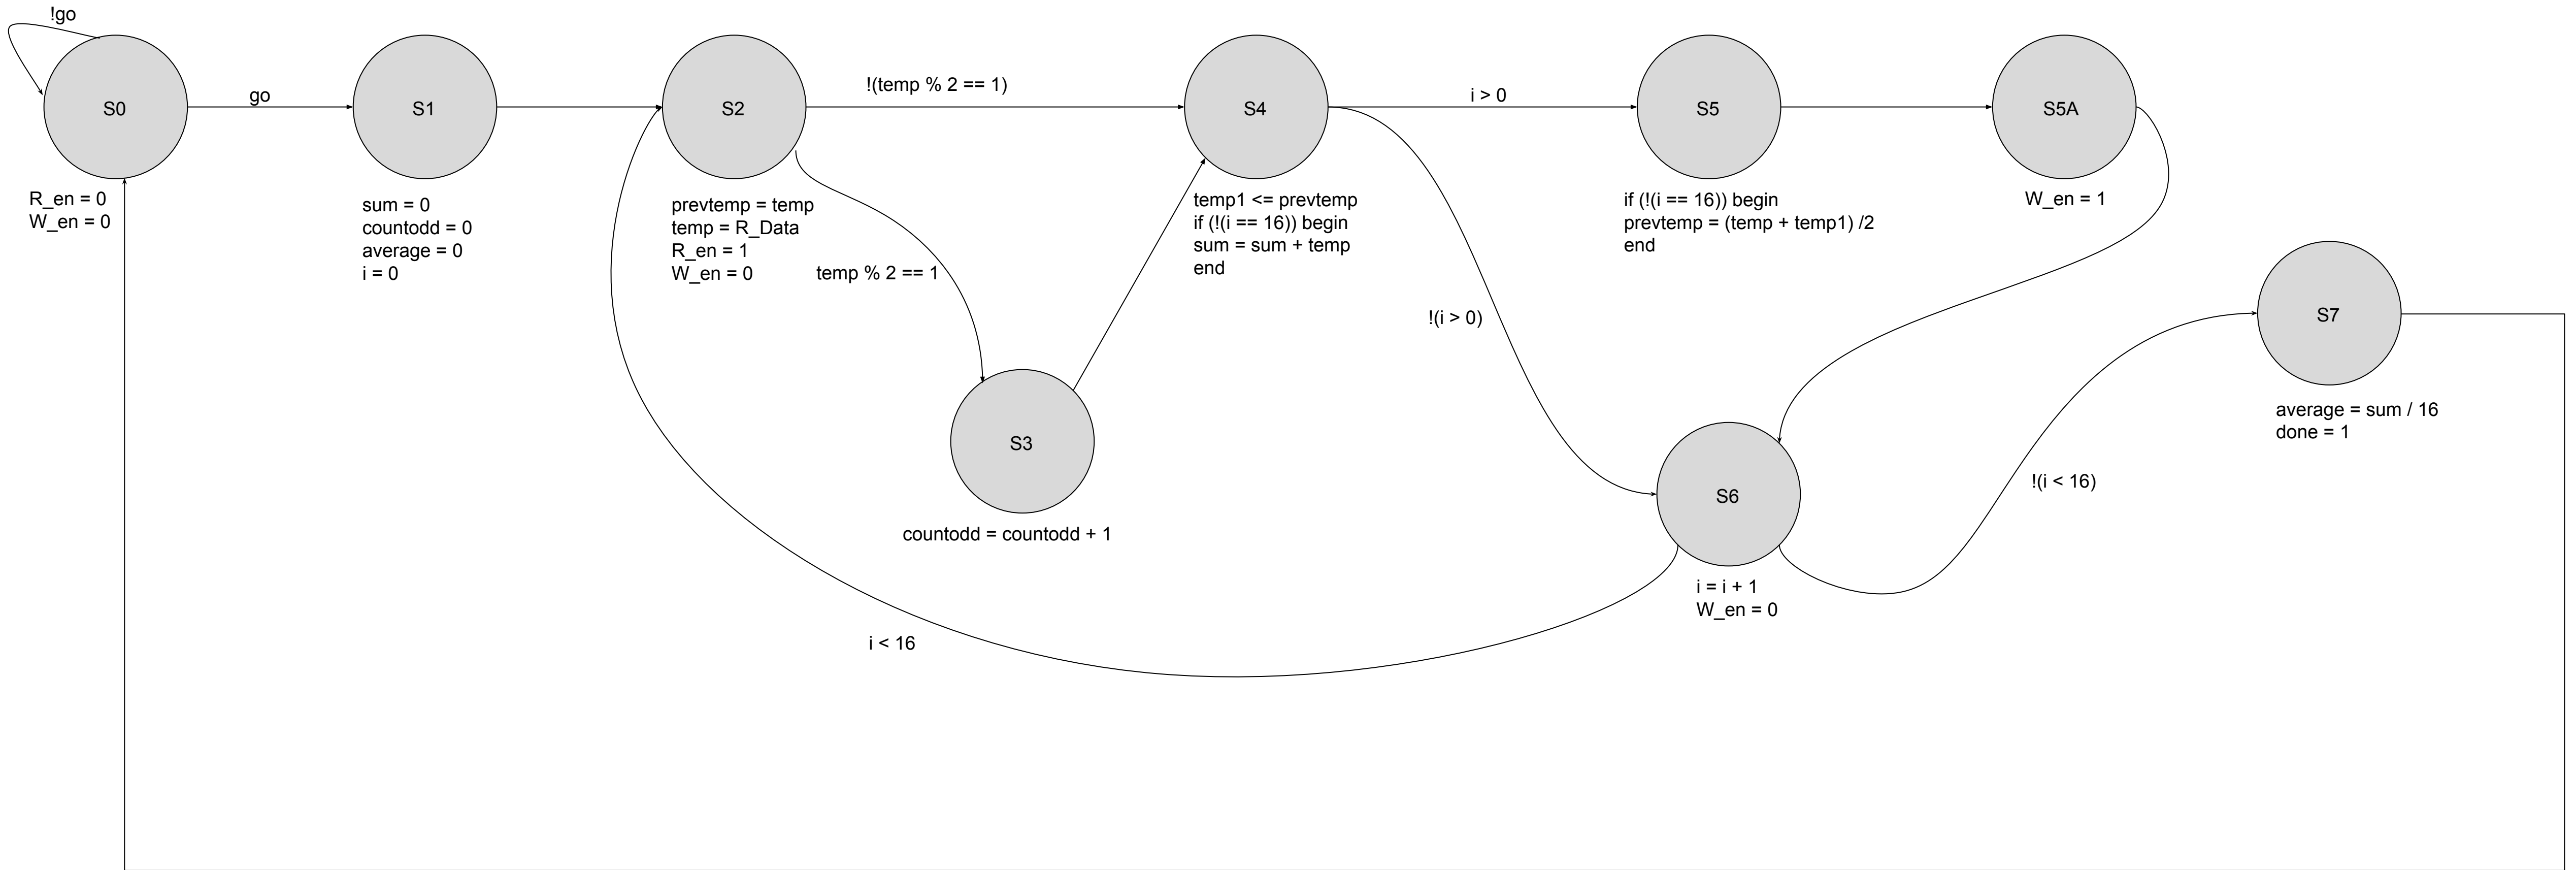 !go
S0
go
S1
S2
!(temp % 2 == 1)
S4
i > 0
S5
S5A
R_en = 0
W_en = 0
sum = 0
countodd = 0
average = 0
i = 0
prevtemp = temp
temp = R_Data
R_en = 1
W_en = 0
temp % 2 == 1
temp1 <= prevtemp
if (!(i == 16)) begin
sum = sum + temp
end
if (!(i == 16)) begin
prevtemp = (temp + temp1) /2
end
W_en = 1
!(i > 0)
S7
average = sum / 16
done = 1
S3
countodd = countodd + 1
S6
!(i < 16)
i = i + 1
W_en = 0
i < 16